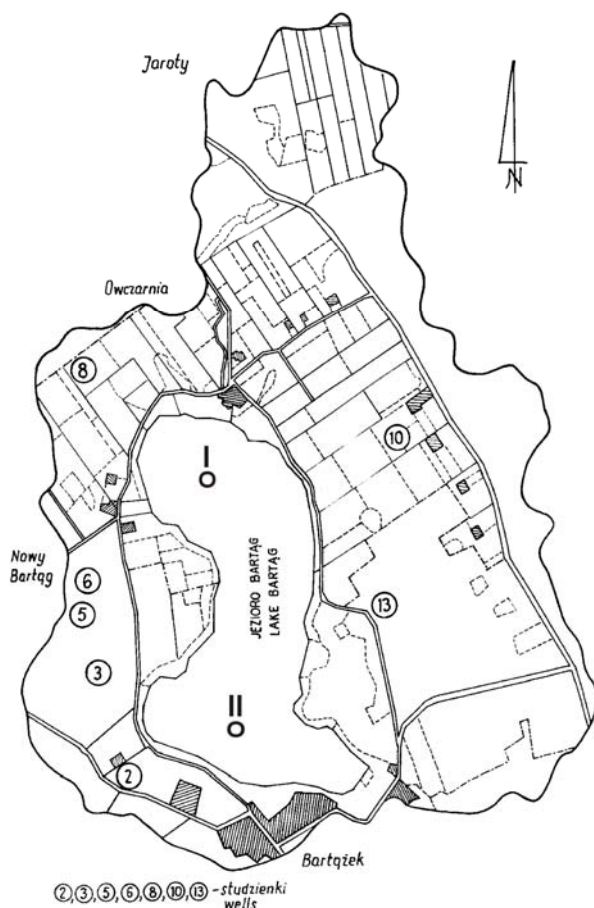 Jaroty
N
Owczarnia
8
10
I
O
Nowy
Bartąg
6
5
JEZIORO BARTĄG
LAKE BARTĄG
13
3
II
O
2
Bartążek
②,③,⑤,⑥,⑧,⑩,⑬ - studzienki
wells